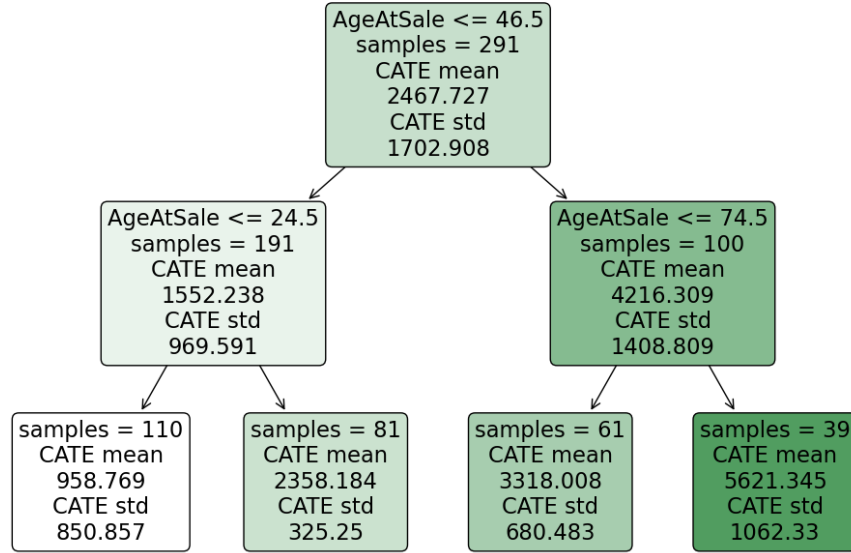 AgeAtSale <= 46.5
samples = 291
CATE mean
2467.727
CATE std
1702.908
AgeAtSale <= 24.5
samples = 191
CATE mean
1552.238
CATE std
969.591
AgeAtSale <= 74.5
samples = 100
CATE mean
4216.309
CATE std
1408.809
samples = 110
CATE mean
958.769
CATE std
850.857
samples = 81
CATE mean
2358.184
CATE std
325.25
samples = 61
CATE mean
3318.008
CATE std
680.483
samples = 39
CATE mean
5621.345
CATE std
1062.33